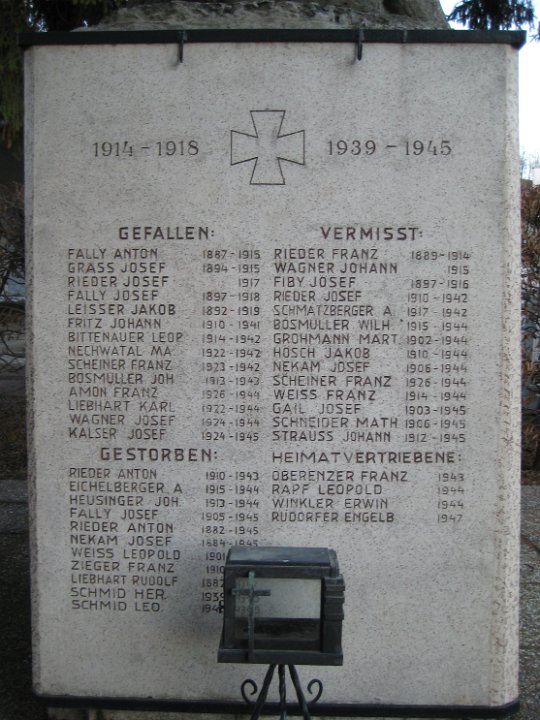 1914 - 1918 1939 - 1945
GEFALLEN:
FALLY ANTON 1887 - 1915
GRASS JOSEF 1894 - 1915
RIEDER JOSEF 1917
FALLY JOSEF 1897 - 1918
LEISSER JAKOB 1892 - 1919
FRITZ JOHANN 1910 - 1941
BITTENAUER LEOP. 1914 - 1942
NECHWATAL MA. 1922 - 1942
SCHEINER FRANZ 1923 - 1942
BOSMÜLLER JOH. 1913 - 1943
AMON FRANZ 1926 - 1944
LIEBHART KARL 1922 - 1944
WAGNER JOSEF 1924 - 1945
KALSER JOSEF 1924 - 1945
GESTORBEN:
RIEDER ANTON 1910 - 1943
EICHELBERGER A. 1915 - 1944
HEUSINGER JOH. 1913 - 1944
FALLY JOSEF 1905 - 1945
RIEDER ANTON 1882 - 1945
NEKAM JOSEF 1884 - 1945
WEISS LEOPOLD 1901
ZIEGER FRANZ 1910
LIEBHART RUDOLF 1882
SCHMID HER. 1939
SCHMID LEO.
VERMISST:
RIEDER FRANZ 1889 - 1914
WAGNER JOHANN 1915
FIBY JOSEF 1897 - 1916
RIEDER JOSEF 1910 - 1942
SCHMATZBERGER A. 1917 - 1942
BOSMÜLLER WILH. 1915 - 1944
GROHMANN MART. 1902 - 1944
HÖSCH JAKOB 1910 - 1944
NEKAM JOSEF 1906 - 1944
SCHEINER FRANZ 1926 - 1944
WEISS FRANZ 1914 - 1944
GAIL JOSEF 1903 - 1945
SCHNEIDER MATH. 1906 - 1945
STRAUSS JOHANN 1912 - 1945
HEIMATVERTRIEBENE:
OBERENZER FRANZ 1943
RAPF LEOPOLD 1944
WINKLER ERWIN 1944
RUDORFER ENGELB. 1947